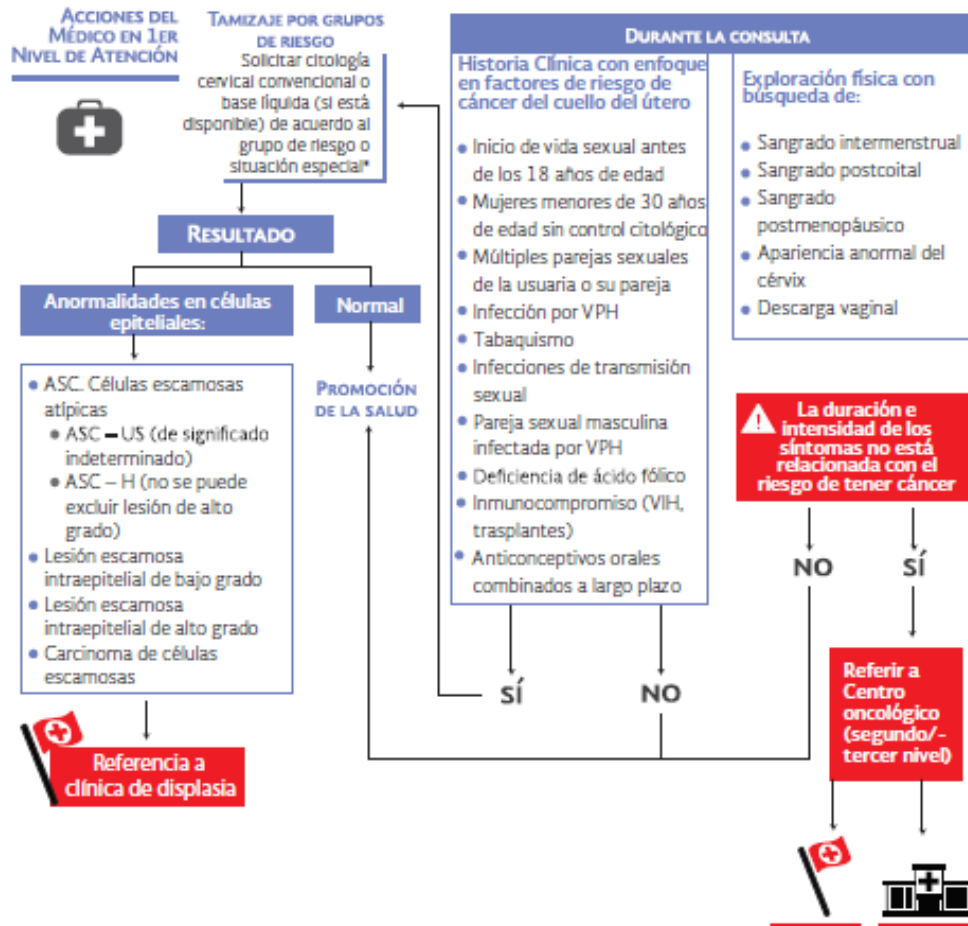 ACCIONES DEL
MÉDICO EN 1ER
NIVEL DE ATENCIÓN
TAMIZAJE POR GRUPOS
DE RIESGO
Solicitar citología
cervical convencional o
base líquida (si está
disponible) de acuerdo al
grupo de riesgo o
situación especial*
RESULTADO
Anormalidades en células
epiteliales:
Normal
• ASC. Células escamosas
atípicas
• ASC – US (de significado
indeterminado)
• ASC – H (no se puede
excluir lesión de alto
grado)
• Lesión escamosa
intraepitelial de bajo grado
• Lesión escamosa
intraepitelial de alto grado
• Carcinoma de células
escamosas
PROMOCIÓN
DE LA SALUD
Referencia a
clínica de displasia
DURANTE LA CONSULTA
Historia Clínica con enfoque
en factores de riesgo de
cáncer del cuello del útero
• Inicio de vida sexual antes
de los 18 años de edad
• Mujeres menores de 30 años
de edad sin control citológico
• Múltiples parejas sexuales
de la usuaria o su pareja
• Infección por VPH
• Tabaquismo
• Infecciones de transmisión
sexual
• Pareja sexual masculina
infectada por VPH
• Deficiencia de ácido fólico
• Inmunocompromiso (VIH,
trasplantes)
• Anticonceptivos orales
combinados a largo plazo
SÍ
NO
Exploración física con
búsqueda de:
• Sangrado intermenstrual
• Sangrado postcoital
• Sangrado
postmenopáusico
• Apariencia anormal del
cérvix
• Descarga vaginal
La duración e
intensidad de los
síntomas no está
relacionada con el
riesgo de tener cáncer
NO
SÍ
Referir a
Centro
oncológico
(segundo/-
tercer nivel)